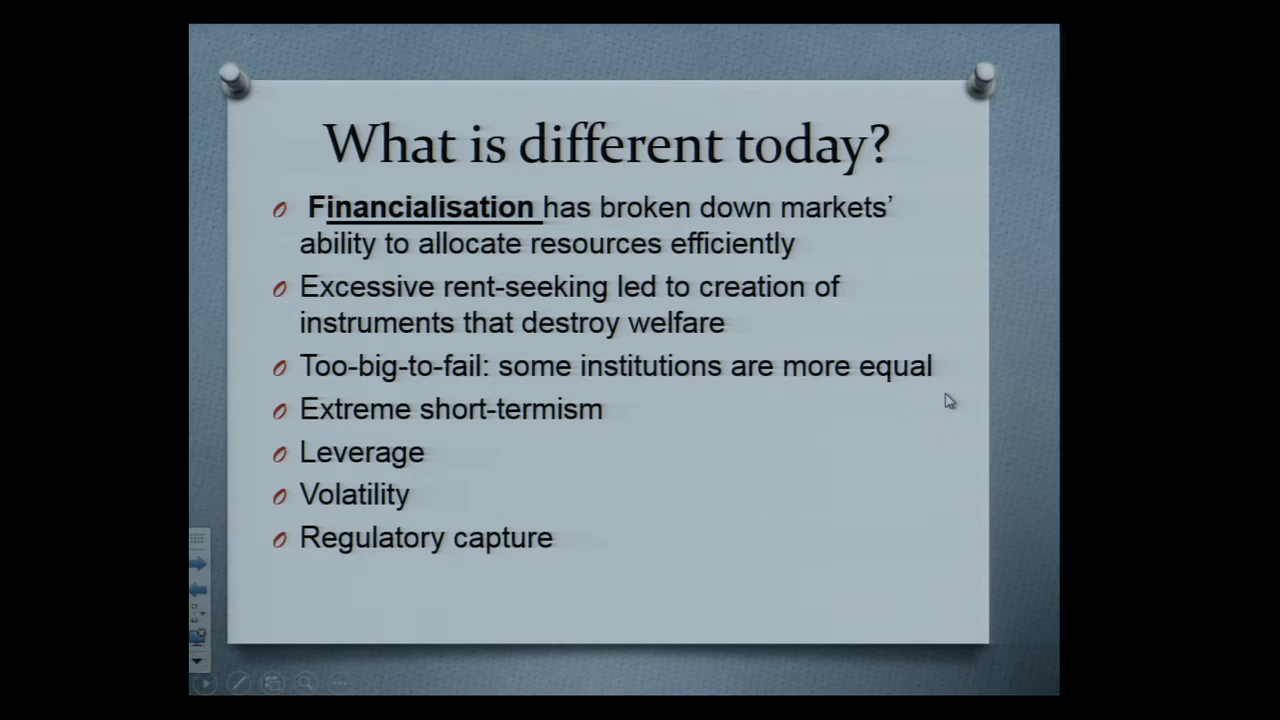 What is different today?
Financialisation has broken down markets’
ability to allocate resources efficiently
Excessive rent-seeking led to creation of
instruments that destroy welfare
Too-big-to-fail: some institutions are more equal
Extreme short-termism
Leverage
Volatility
Regulatory capture